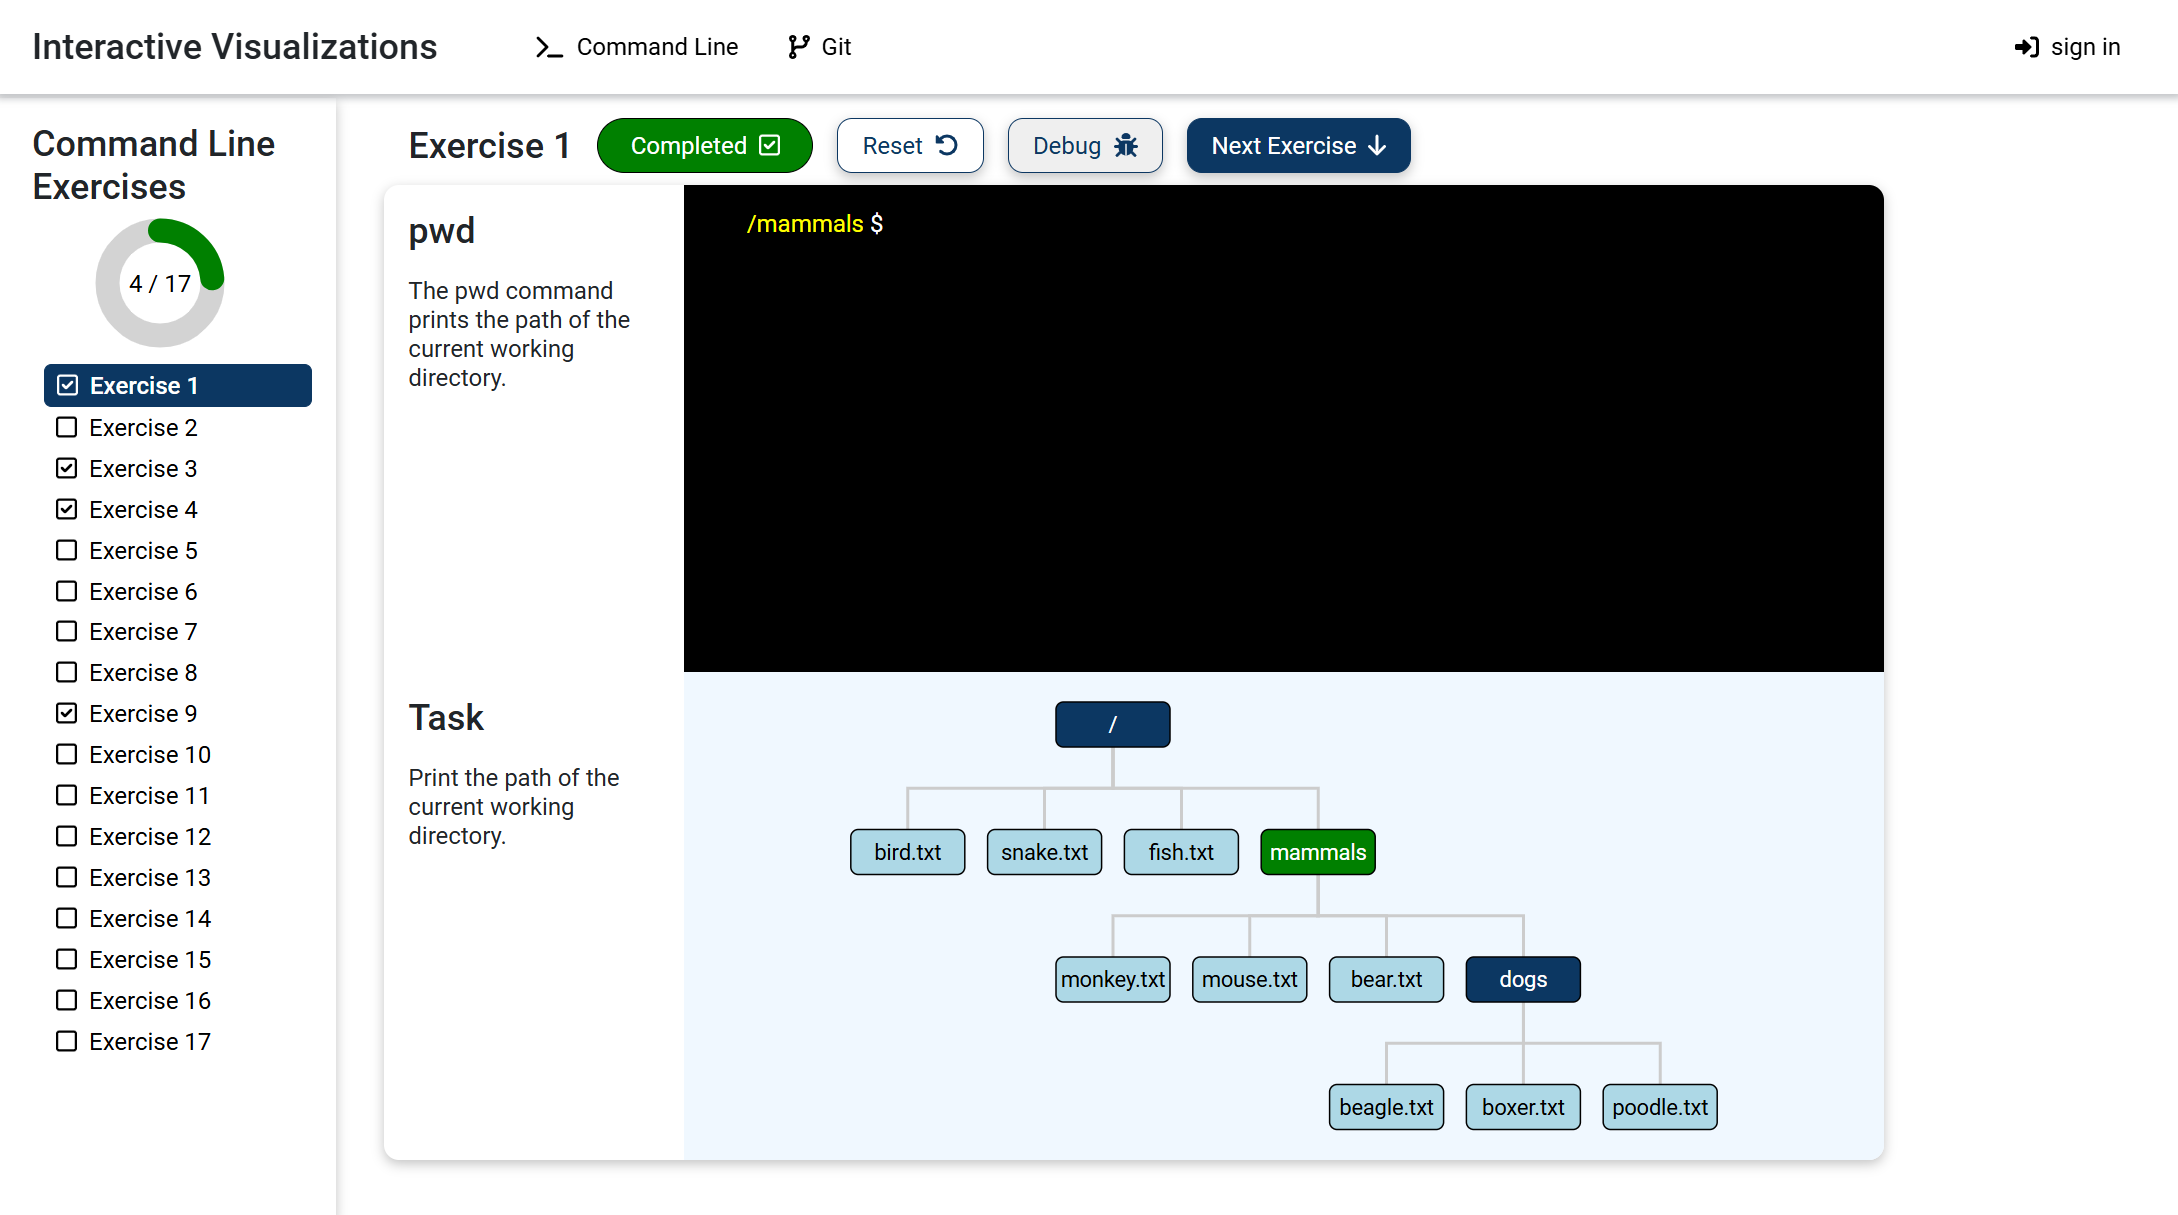 Interactive Visualizations
Command Line
Git
sign in
Command Line
Exercises
4 / 17
Exercise 1
Exercise 2
Exercise 3
Exercise 4
Exercise 5
Exercise 6
Exercise 7
Exercise 8
Exercise 9
Exercise 10
Exercise 11
Exercise 12
Exercise 13
Exercise 14
Exercise 15
Exercise 16
Exercise 17
Exercise 1
Completed
Reset
Debug
Next Exercise
pwd
The pwd command
prints the path of the
current working
directory.
/mammals $
Task
Print the path of the
current working
directory.
/
bird.txt
snake.txt
fish.txt
mammals
monkey.txt
mouse.txt
bear.txt
dogs
beagle.txt
boxer.txt
poodle.txt